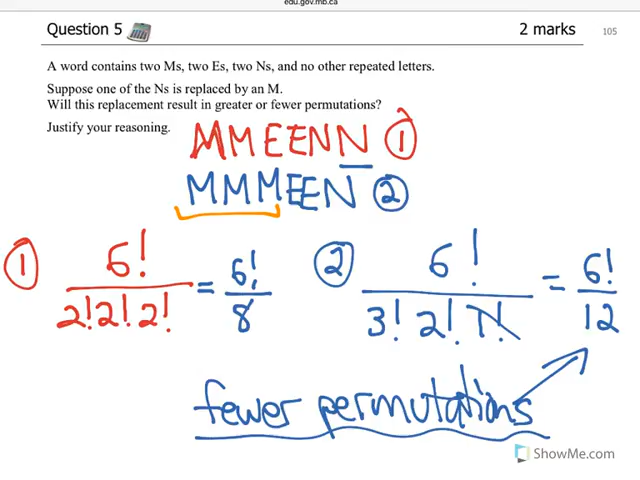 edu.gov.mb.ca
Question 5 2 marks 105
A word contains two Ms, two Es, two Ns, and no other repeated letters.
Suppose one of the Ns is replaced by an M.
Will this replacement result in greater or fewer permutations?
Justify your reasoning.
MMEENN ①
MMMEEN ②
① 6!/2!2!2! = 6!/8 ② 6!/3! 2! 1! = 6!/12
fewer permutations
ShowMe.com